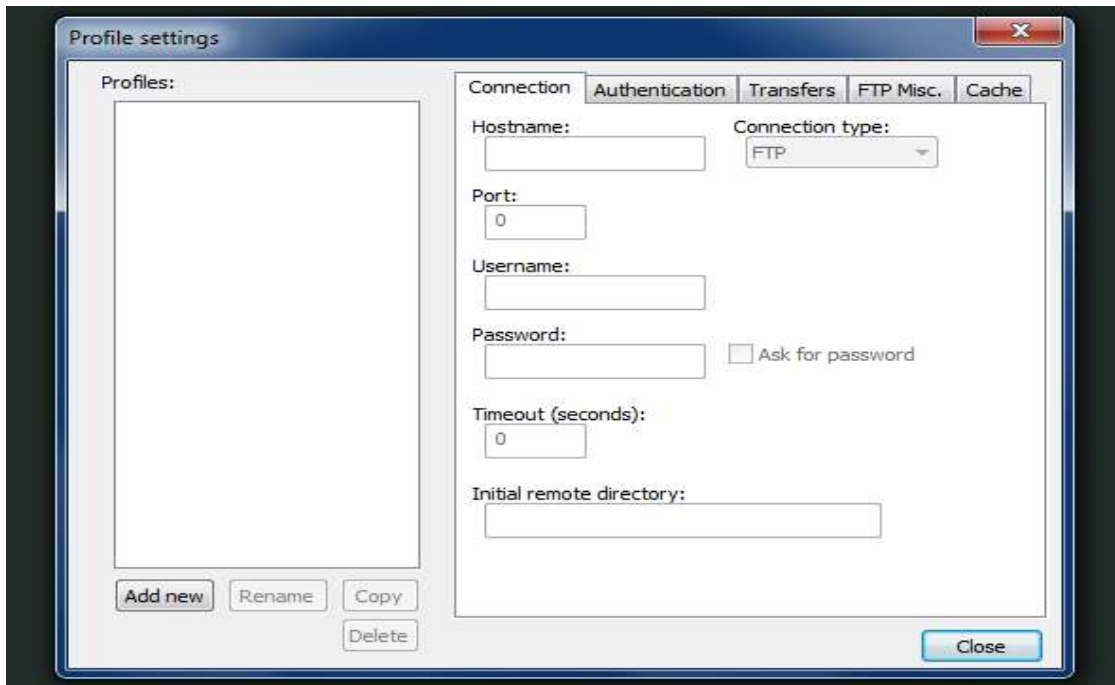 Profile settings
Profiles:
Connection Authentication Transfers FTP Misc. Cache
Hostname: Connection type:
FTP
Port:
0
Username:
Password:
Ask for password
Timeout (seconds):
0
Initial remote directory:
Add new Rename Copy
Delete
Close